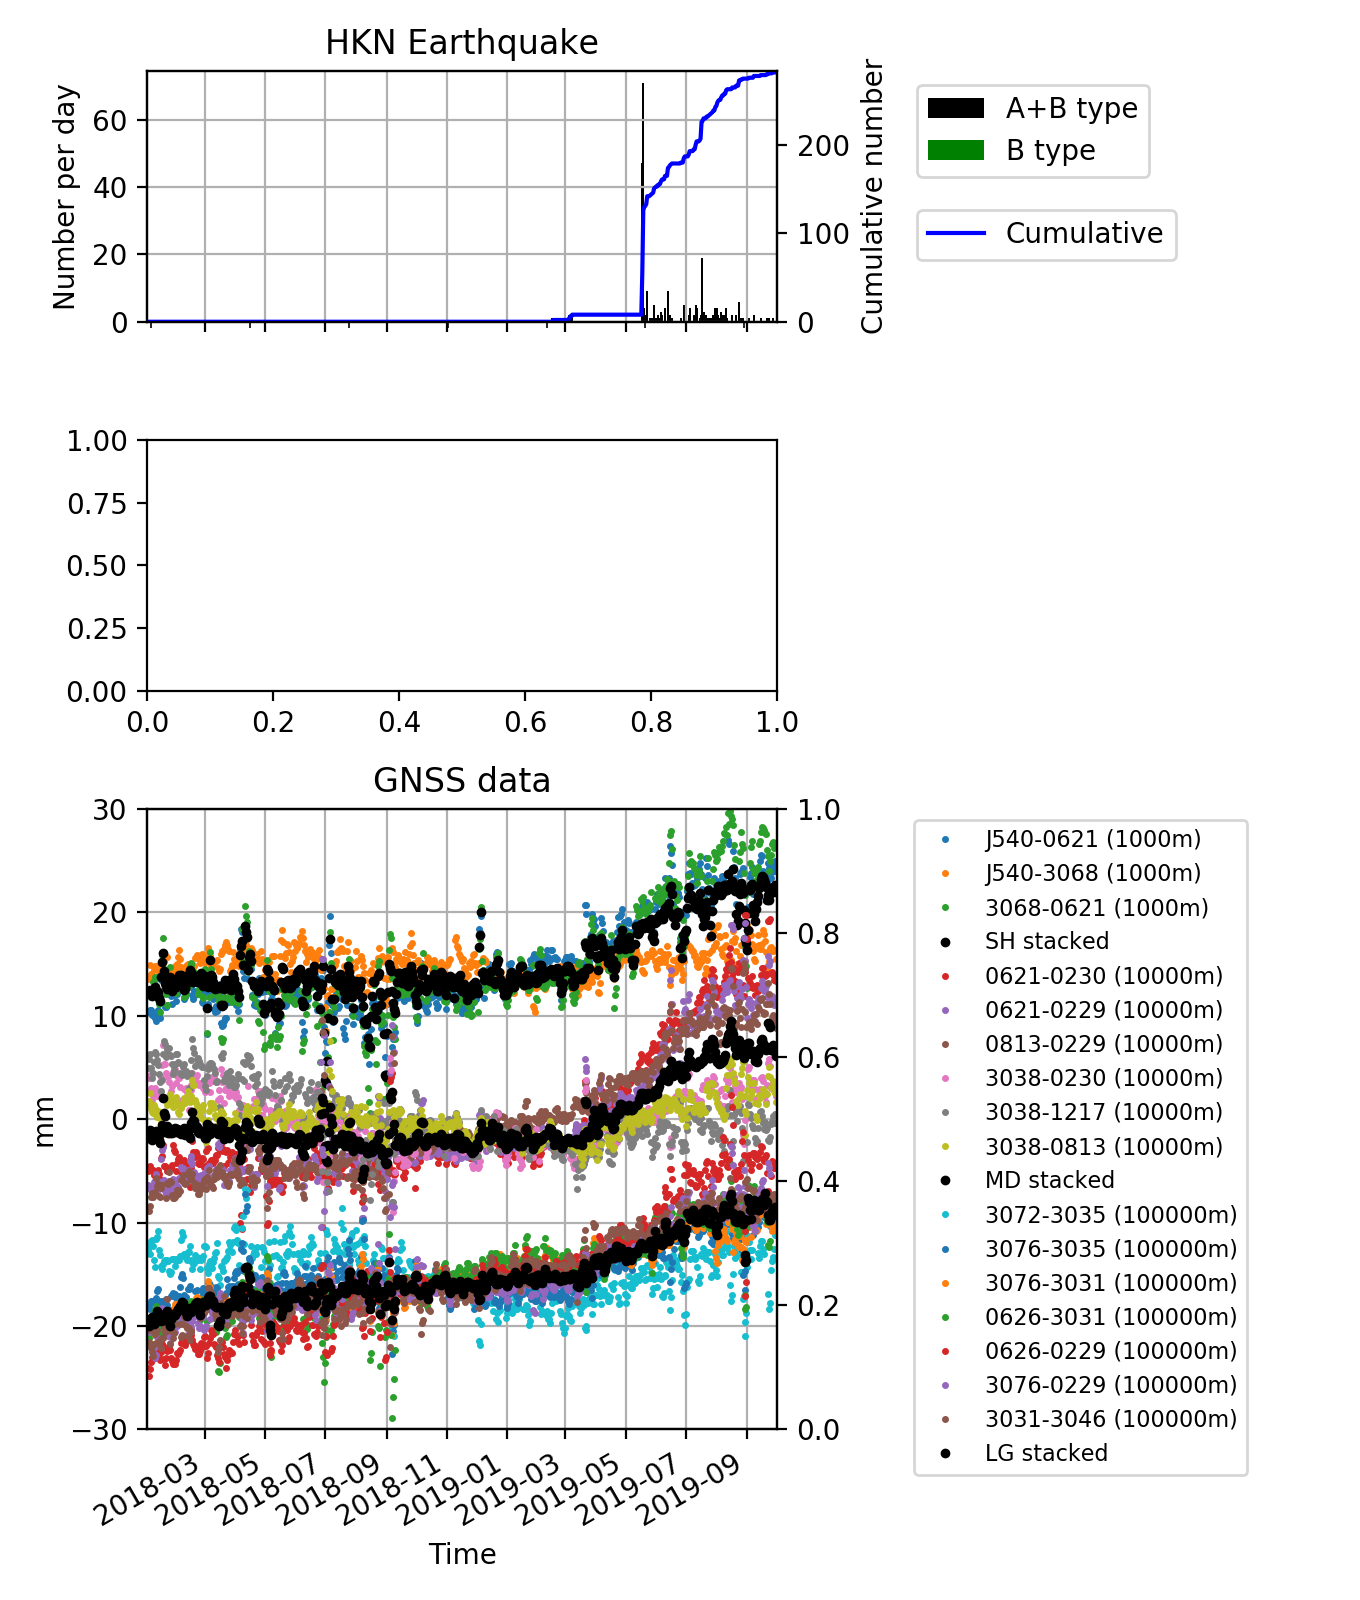 HKN Earthquake
Number per day
60
40
20
0
200
100
0
Cumulative number
A+B type
B type
Cumulative
1.00
0.75
0.50
0.25
0.00
0.0 0.2 0.4 0.6 0.8 1.0
GNSS data
mm
30
20
10
0
−10
−20
−30
1.0
0.8
0.6
0.4
0.2
0.0
2018-03 2018-05 2018-07 2018-09 2018-11 2019-01 2019-03 2019-05 2019-07 2019-09
Time
J540-0621 (1000m)
J540-3068 (1000m)
3068-0621 (1000m)
SH stacked
0621-0230 (10000m)
0621-0229 (10000m)
0813-0229 (10000m)
3038-0230 (10000m)
3038-1217 (10000m)
3038-0813 (10000m)
MD stacked
3072-3035 (100000m)
3076-3035 (100000m)
3076-3031 (100000m)
0626-3031 (100000m)
0626-0229 (100000m)
3076-0229 (100000m)
3031-3046 (100000m)
LG stacked